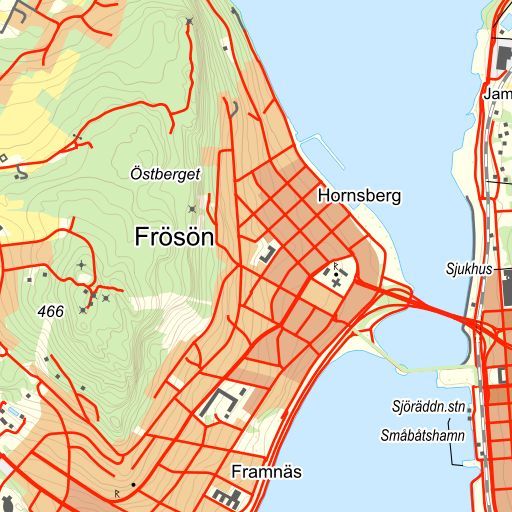 Jam
Östberget
Hornsberg
Frösön
Sjukhus
466
Sjöräddn.stn
Småbåtshamn
Framnäs